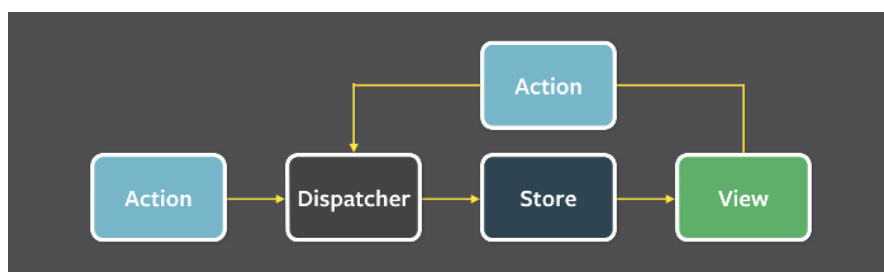 Action
Action
Dispatcher
Store
View